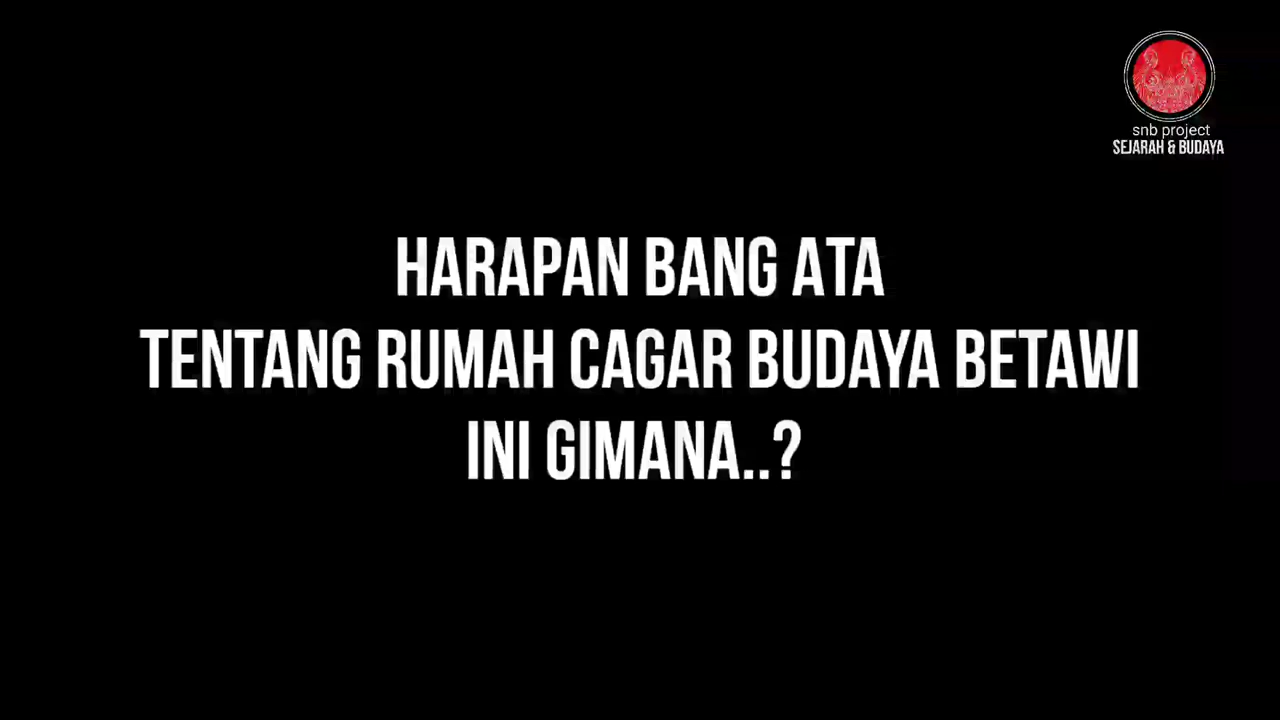 snb project
SEJARAH & BUDAYA
HARAPAN BANG ATA
TENTANG RUMAH CAGAR BUDAYA BETAWI
INI GIMANA..?